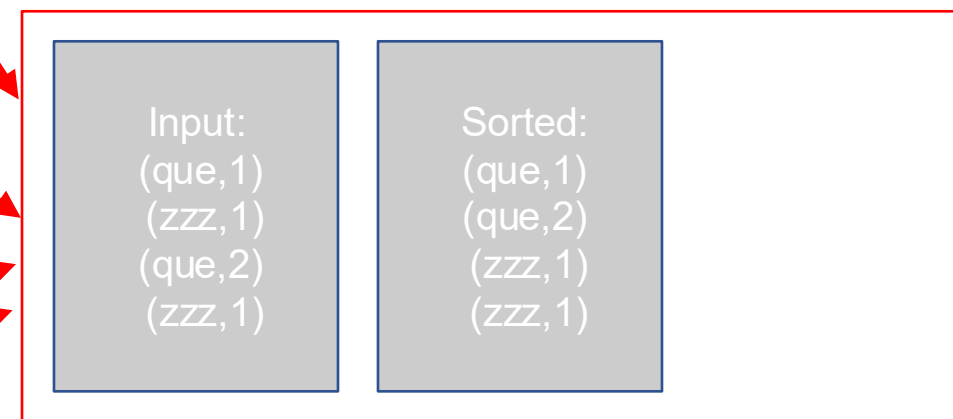 Input:
(que,1)
(zzz,1)
(que,2)
(zzz,1)
Sorted:
(que,1)
(que,2)
(zzz,1)
(zzz,1)